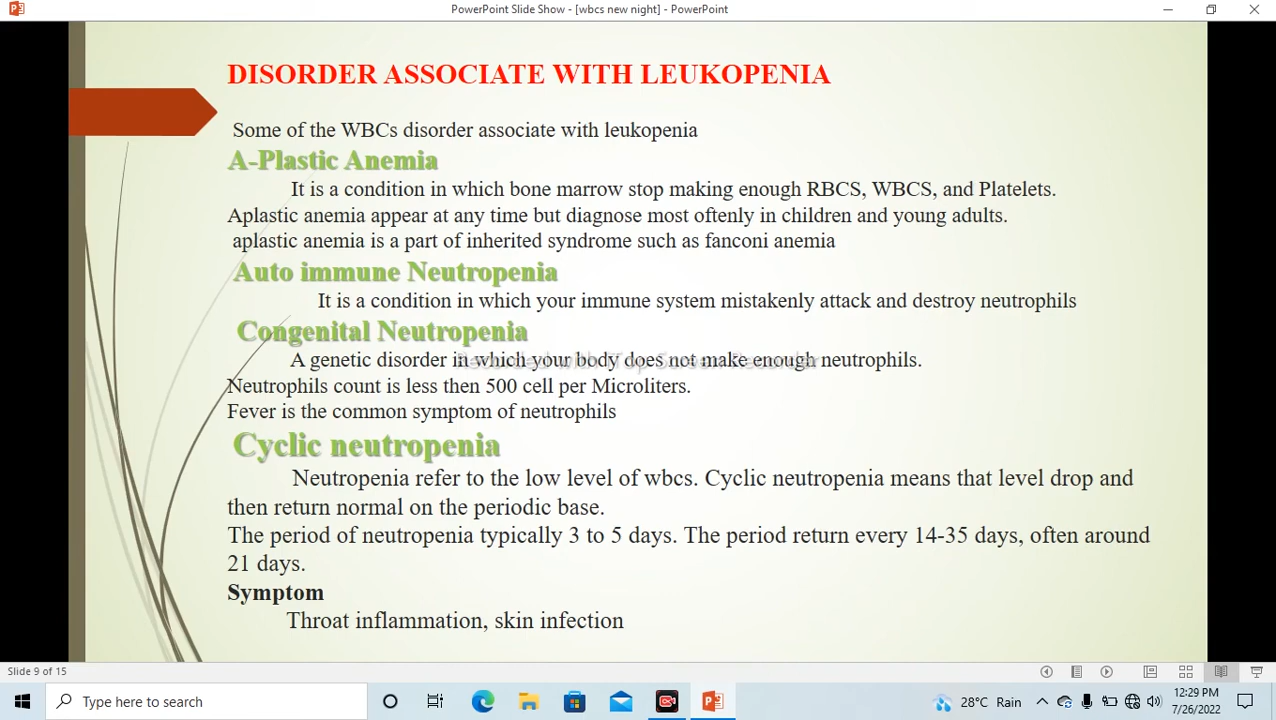 PowerPoint Slide Show - [wbcs new night] - PowerPoint
DISORDER ASSOCIATE WITH LEUKOPENIA
Some of the WBCs disorder associate with leukopenia
A-Plastic Anemia
It is a condition in which bone marrow stop making enough RBCS, WBCS, and Platelets.
Aplastic anemia appear at any time but diagnose most oftenly in children and young adults.
aplastic anemia is a part of inherited syndrome such as fanconi anemia
Auto immune Neutropenia
It is a condition in which your immune system mistakenly attack and destroy neutrophils
Congenital Neutropenia
A genetic disorder in which your body does not make enough neutrophils.
Recorded with iTop Screen Recorder
Neutrophils count is less then 500 cell per Microliters.
Fever is the common symptom of neutrophils
Cyclic neutropenia
Neutropenia refer to the low level of wbcs. Cyclic neutropenia means that level drop and
then return normal on the periodic base.
The period of neutropenia typically 3 to 5 days. The period return every 14-35 days, often around
21 days.
Symptom
Throat inflammation, skin infection
Slide 9 of 15
Type here to search
28°C Rain
12:29 PM
7/26/2022